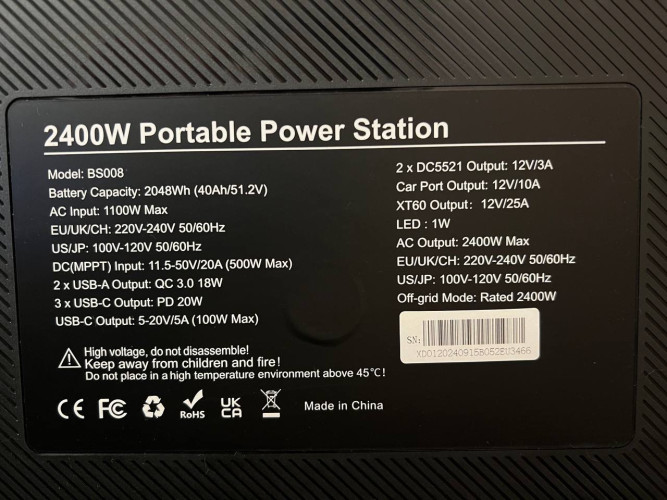 2400W Portable Power Station
Model: BS008
Battery Capacity: 2048Wh (40Ah/51.2V)
AC Input: 1100W Max
EU/UK/CH: 220V-240V 50/60Hz
US/JP: 100V-120V 50/60Hz
DC(MPPT) Input: 11.5-50V/20A (500W Max)
2 x USB-A Output: QC 3.0 18W
3 x USB-C Output: PD 20W
USB-C Output: 5-20V/5A (100W Max)
2 x DC5521 Output: 12V/3A
Car Port Output: 12V/10A
XT60 Output: 12V/25A
LED : 1W
AC Output: 2400W Max
EU/UK/CH: 220V-240V 50/60Hz
US/JP: 100V-120V 50/60Hz
Off-grid Mode: Rated 2400W
SN:
XD0120240915B052EU3466
High voltage, do not disassemble!
Keep away from children and fire!
Do not place in a high temperature environment above 45℃!
CE FC RoHS UK CA Made in China